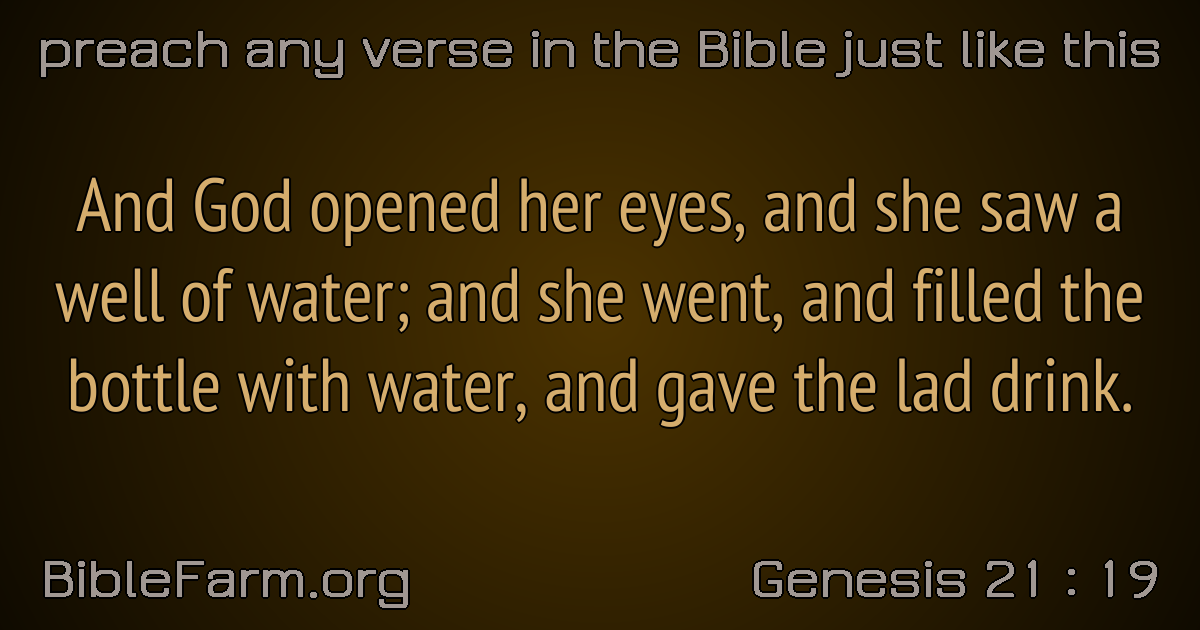 preach any verse in the Bible just like this
And God opened her eyes, and she saw a
well of water; and she went, and filled the
bottle with water, and gave the lad drink.
BibleFarm.org
Genesis 21 : 19